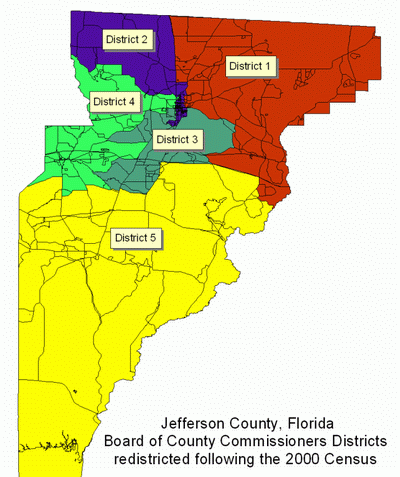 District 2
District 1
District 4
District 3
District 5
Jefferson County, Florida
Board of County Commissioners Districts
redistricted following the 2000 Census